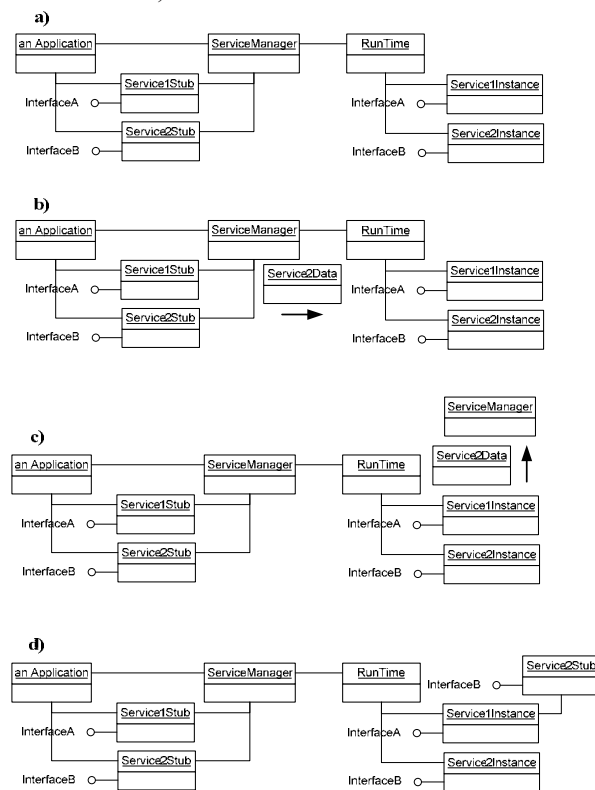 a)
an Application ServiceManager RunTime
Service1Stub Service1Instance
InterfaceA InterfaceA
Service2Stub Service2Instance
InterfaceB InterfaceB
b)
an Application ServiceManager RunTime
Service1Stub Service2Data Service1Instance
InterfaceA InterfaceA
Service2Stub Service2Instance
InterfaceB InterfaceB
ServiceManager
c)
Service2Data
an Application ServiceManager RunTime
Service1Stub Service1Instance
InterfaceA InterfaceA
Service2Stub Service2Instance
InterfaceB InterfaceB
d)
an Application ServiceManager RunTime Service2Stub
InterfaceB
Service1Stub Service1Instance
InterfaceA InterfaceA
Service2Stub Service2Instance
InterfaceB InterfaceB